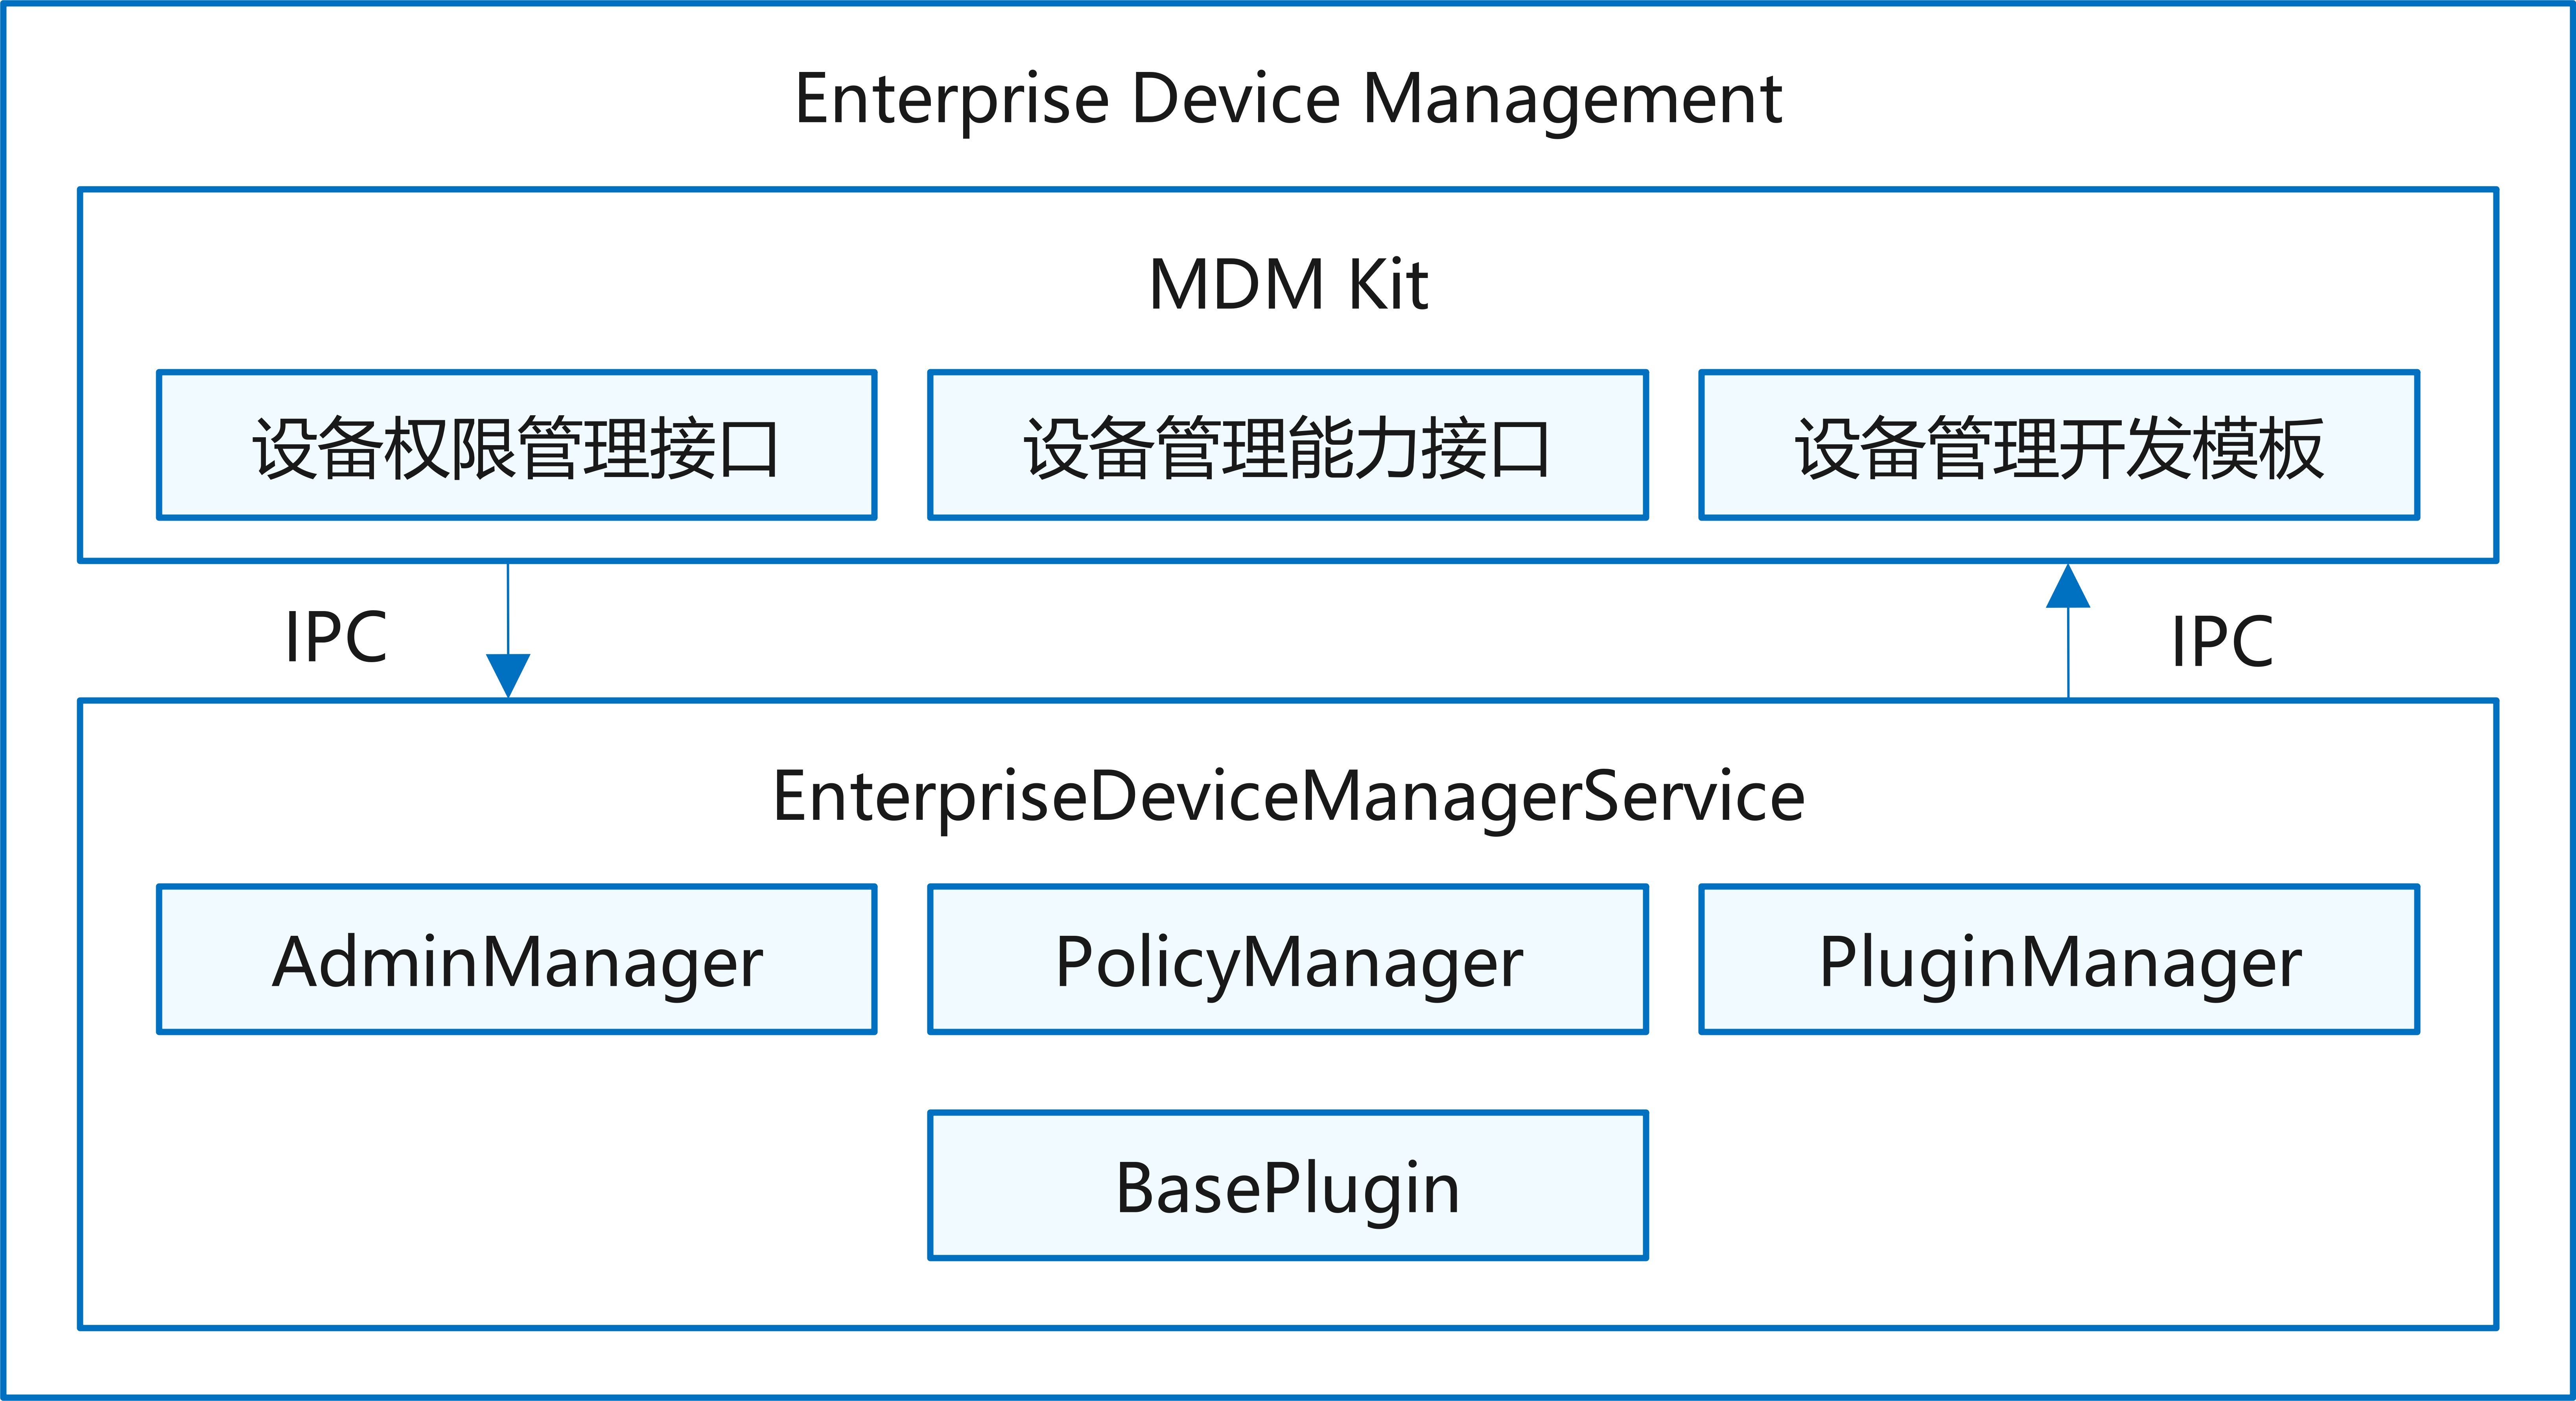 Enterprise Device Management
MDM Kit
设备权限管理接口
设备管理能力接口
设备管理开发模板
IPC
IPC
EnterpriseDeviceManagerService
AdminManager
PolicyManager
PluginManager
BasePlugin